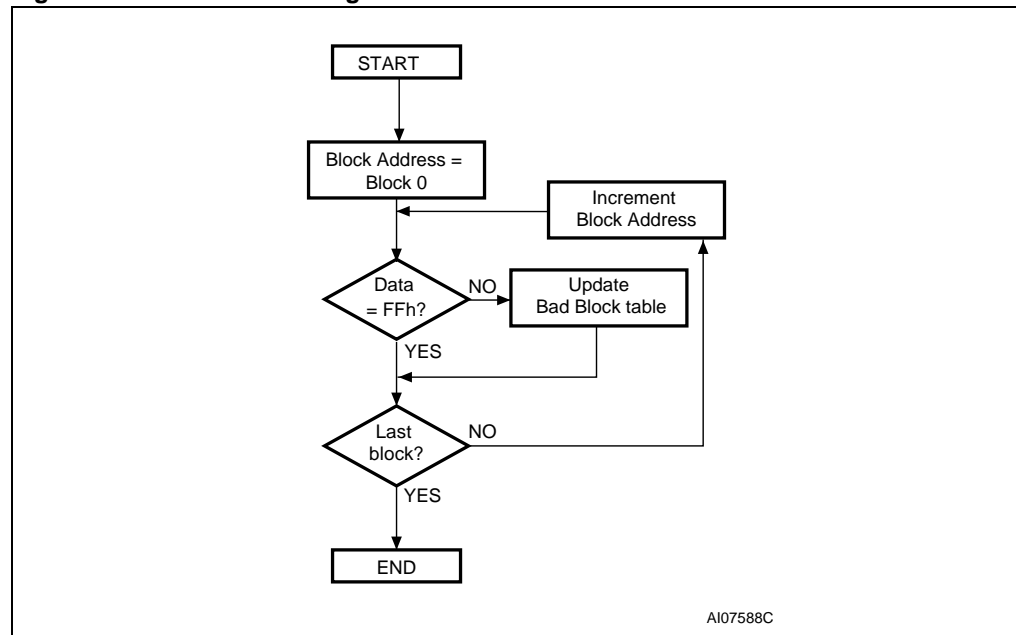 START
Block Address =
Block 0
Increment
Block Address
Data
= FFh?
NO
Update
Bad Block table
YES
Last
block?
NO
YES
END
AI07588C